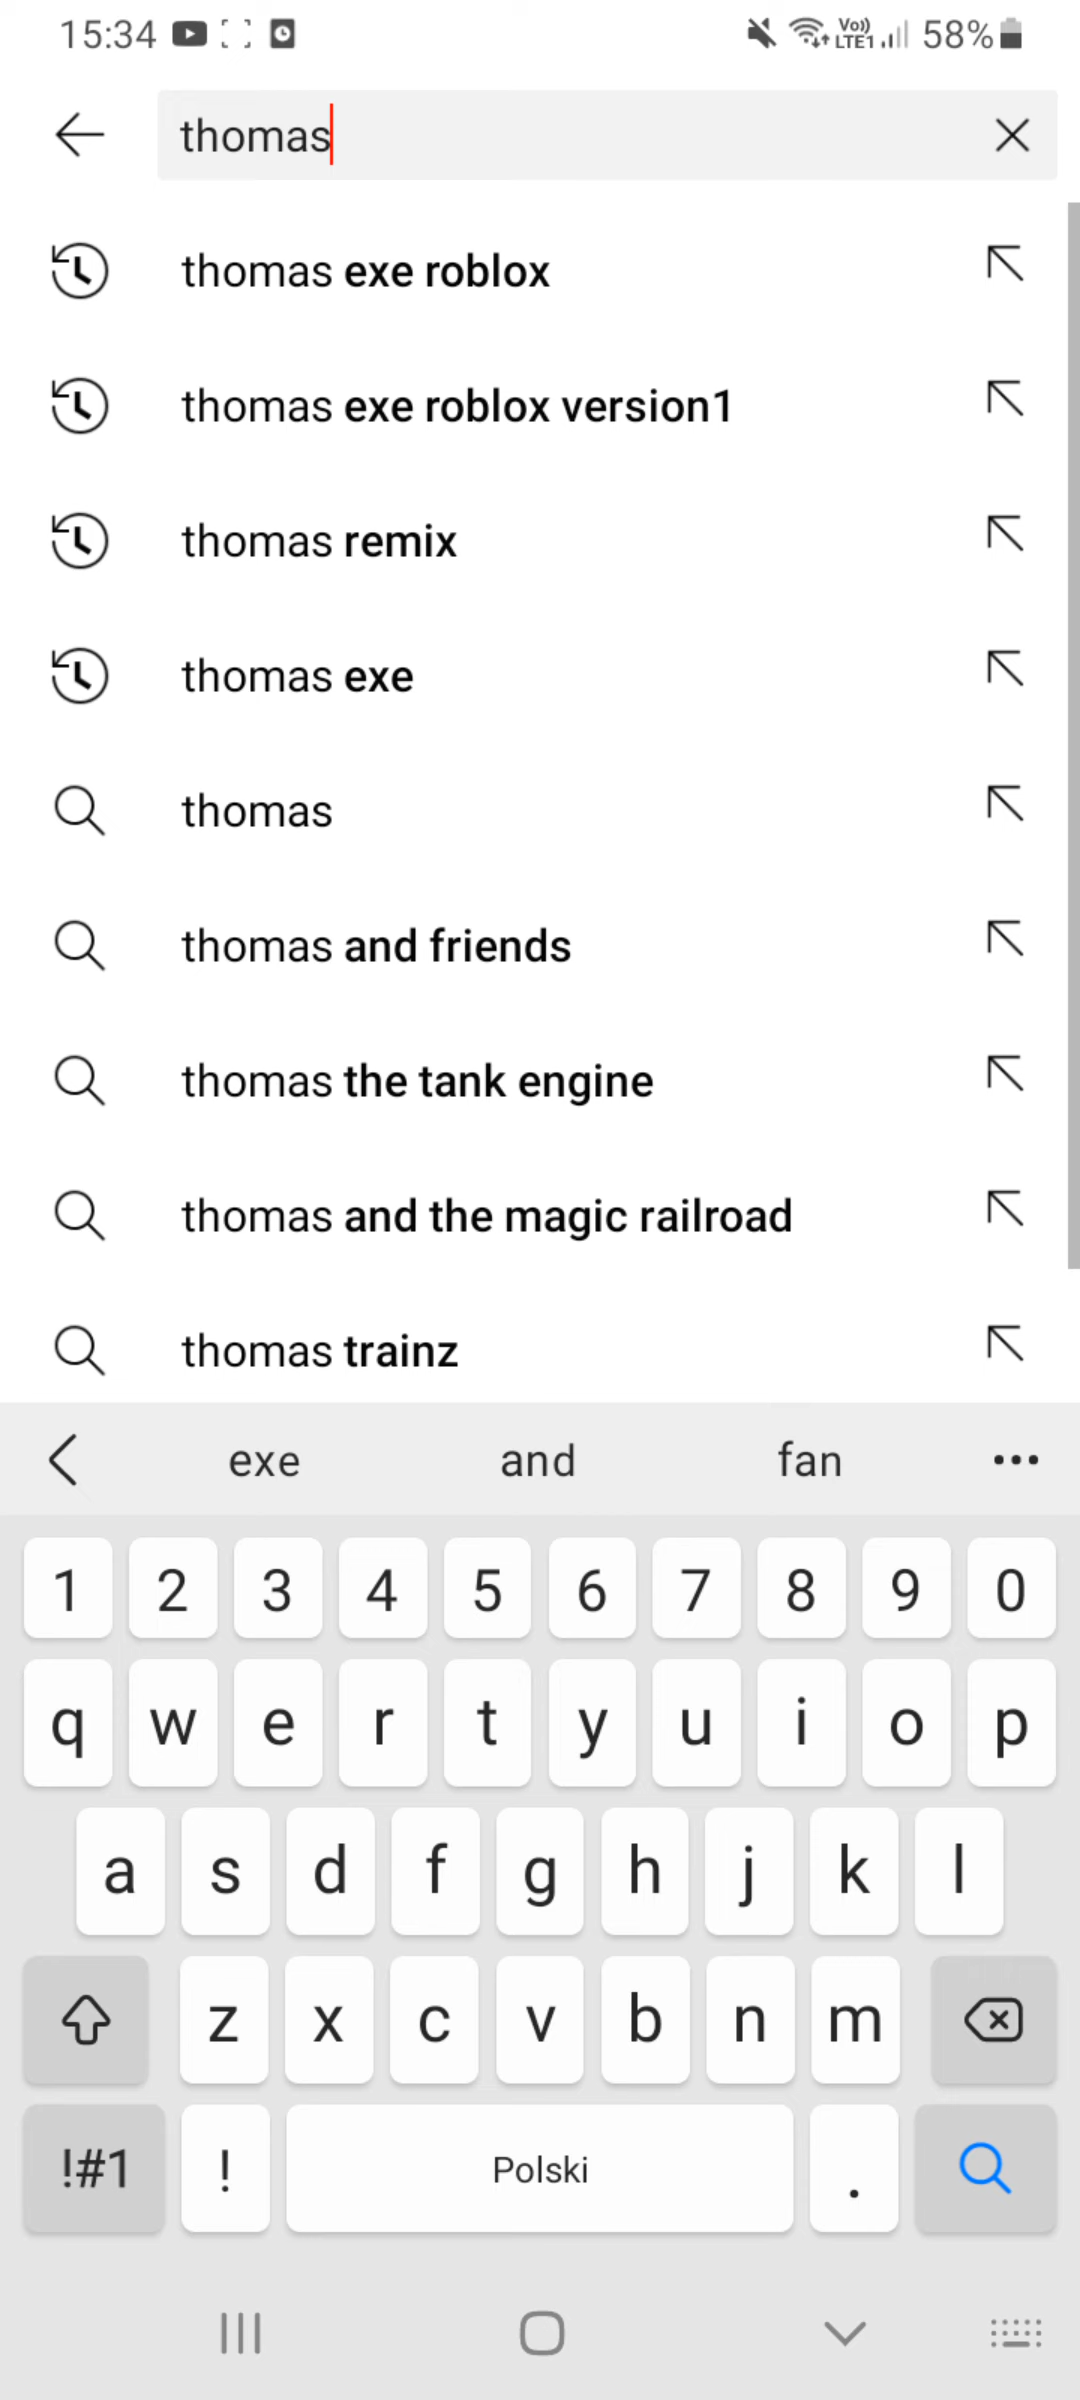 15:34 Vo)) LTE1 58%
thomas
thomas exe roblox
thomas exe roblox version1
thomas remix
thomas exe
thomas
thomas and friends
thomas the tank engine
thomas and the magic railroad
thomas trainz
exe and fan
1 2 3 4 5 6 7 8 9 0
q w e r t y u i o p
a s d f g h j k l
z x c v b n m
!#1 ! Polski .